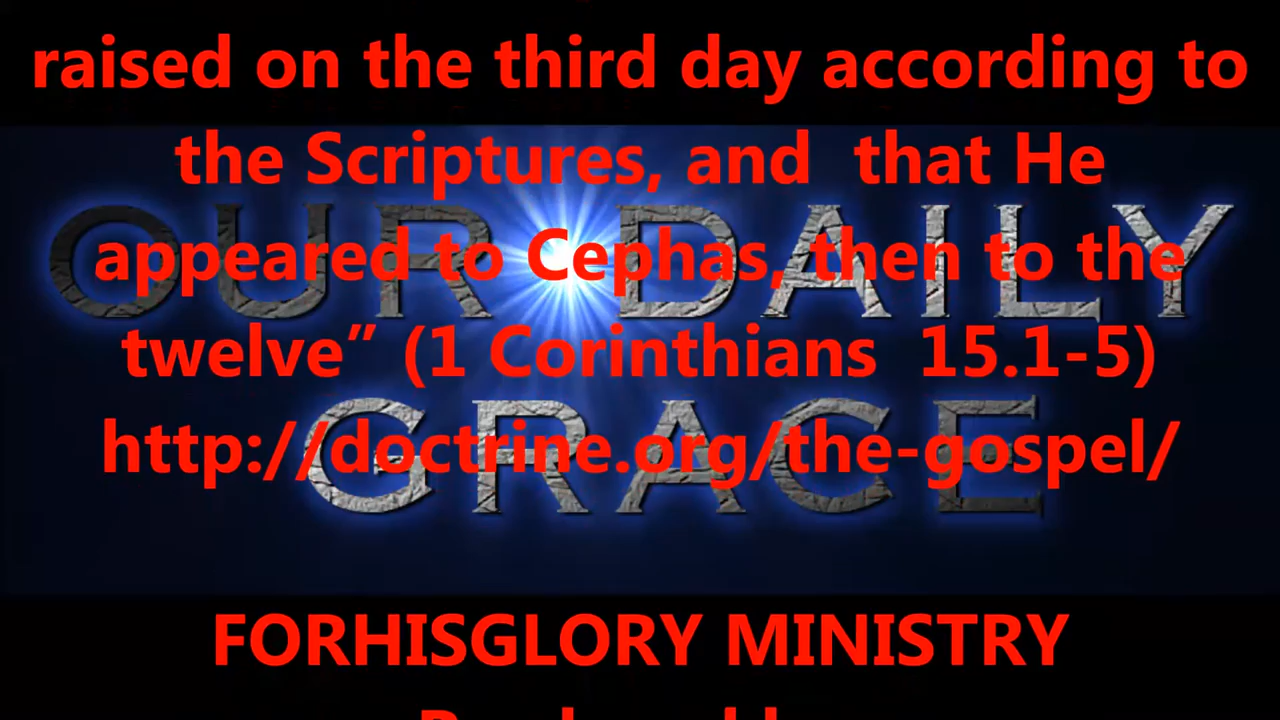 raised on the third day according to
the Scriptures, and that He
OUR DAILY
appeared to Cephas, then to the
twelve” (1 Corinthians 15.1-5)
GRACE
http://doctrine.org/the-gospel/
FORHISGLORY MINISTRY